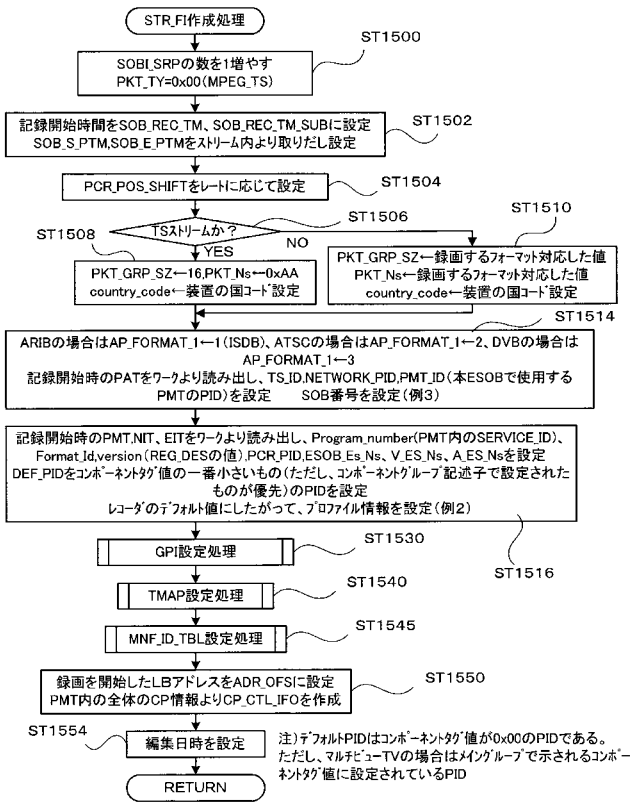 STR_FI作成処理
ST1500
SOBI_SRPの数を1増やす
PKT_TY=0x00(MPEG_TS)
記録開始時間をSOB_REC_TM、SOB_REC_TM_SUBに設定
SOB_S_PTM,SOB_E_PTMをストリーム内より取りだし設定
ST1502
PCR_POS_SHIFTをレートに応じて設定
ST1504
TSストリームか?
ST1506
ST1508
YES
NO
ST1510
PKT_GRP_SZ←16,PKT_Ns←0xAA
country_code←装置の国コード設定
PKT_GRP_SZ←録画するフォーマット対応した値
PKT_Ns←録画するフォーマット対応した値
country_code←装置の国コード設定
ST1514
ARIBの場合はAP_FORMAT_1←1(ISDB)、ATSCの場合はAP_FORMAT_1←2、DVBの場合は
AP_FORMAT_1←3
記録開始時のPATをワークより読み出し、TS_ID,NETWORK_PID,PMT_ID(本ESOBで使用する
PMTのPID)を設定 SOB番号を設定(例3)
記録開始時のPMT,NIT、EITをワークより読み出し、Program_number(PMT内のSERVICE_ID)、
Format_Id,version(REG_DESの値),PCR_PID,ESOB_Es_Ns、V_ES_Ns、A_ES_Nsを設定
DEF_PIDをコンポーネントタグ値の一番小さいもの(ただし、コンポーネントグループ記述子で設定された
ものが優先)のPIDを設定
レコーダのデフォルト値にしたがって、プロファイル情報を設定(例2)
ST1516
GPI設定処理
ST1530
TMAP設定処理
ST1540
MNF_ID_TBL設定処理
ST1545
録画を開始したLBアドレスをADR_OFSに設定
PMT内の全体のCP情報よりCP_CTL_IFOを作成
ST1550
ST1554
編集日時を設定
注)デフォルトPIDはコンポーネントタグ値が0x00のPIDである。
ただし、マルチビューTVの場合はメイングループで示されるコンポー
ネントタグ値に設定されているPID
RETURN